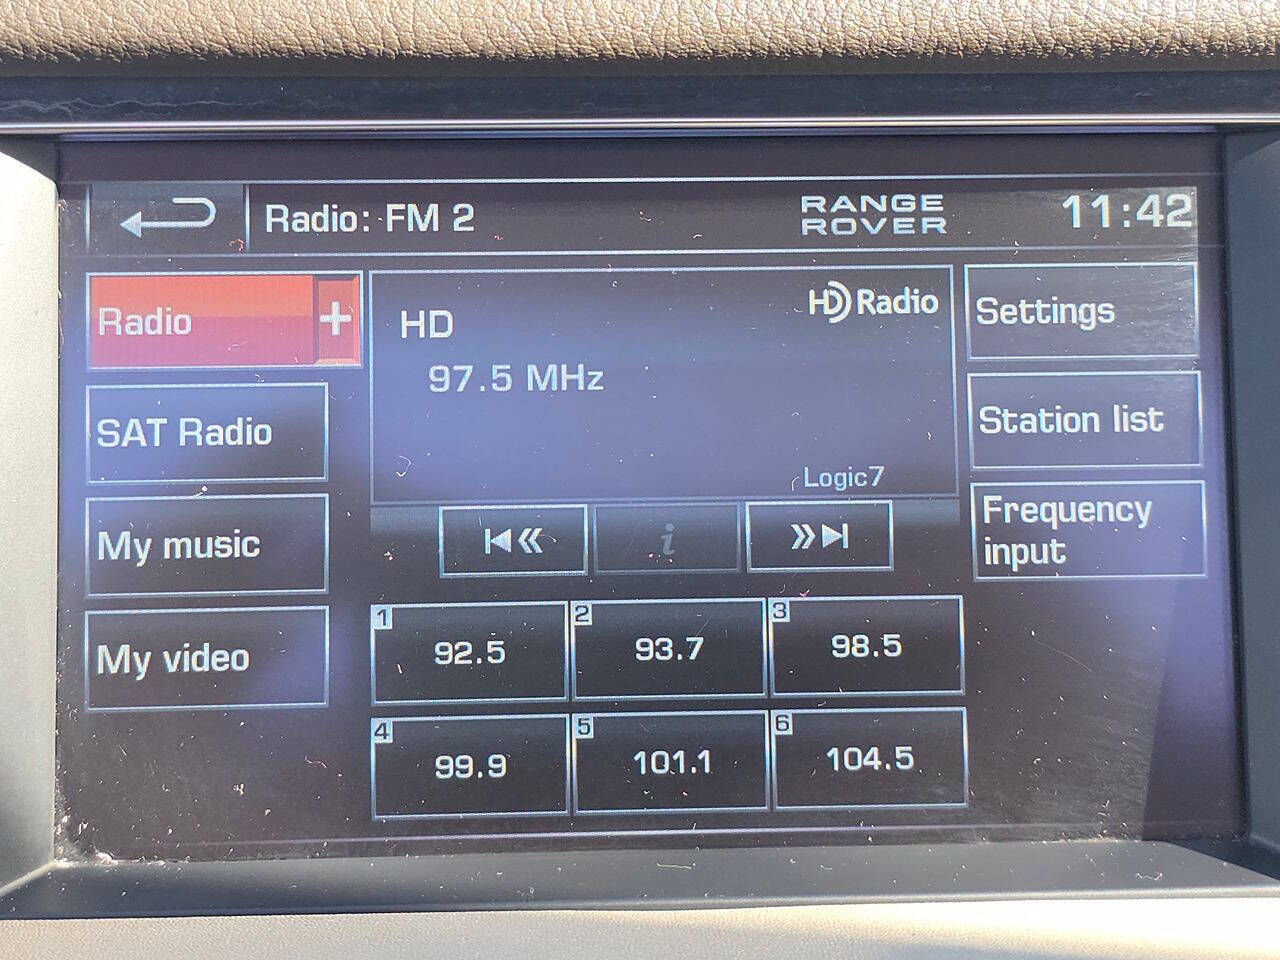 Radio: FM 2
RANGE
ROVER
11:42
Radio +
SAT Radio
My music
My video
HD
HD Radio
97.5 MHz
Logic7
i
Settings
Station list
Frequency
input
1
92.5
2
93.7
3
98.5
4
99.9
5
101.1
6
104.5